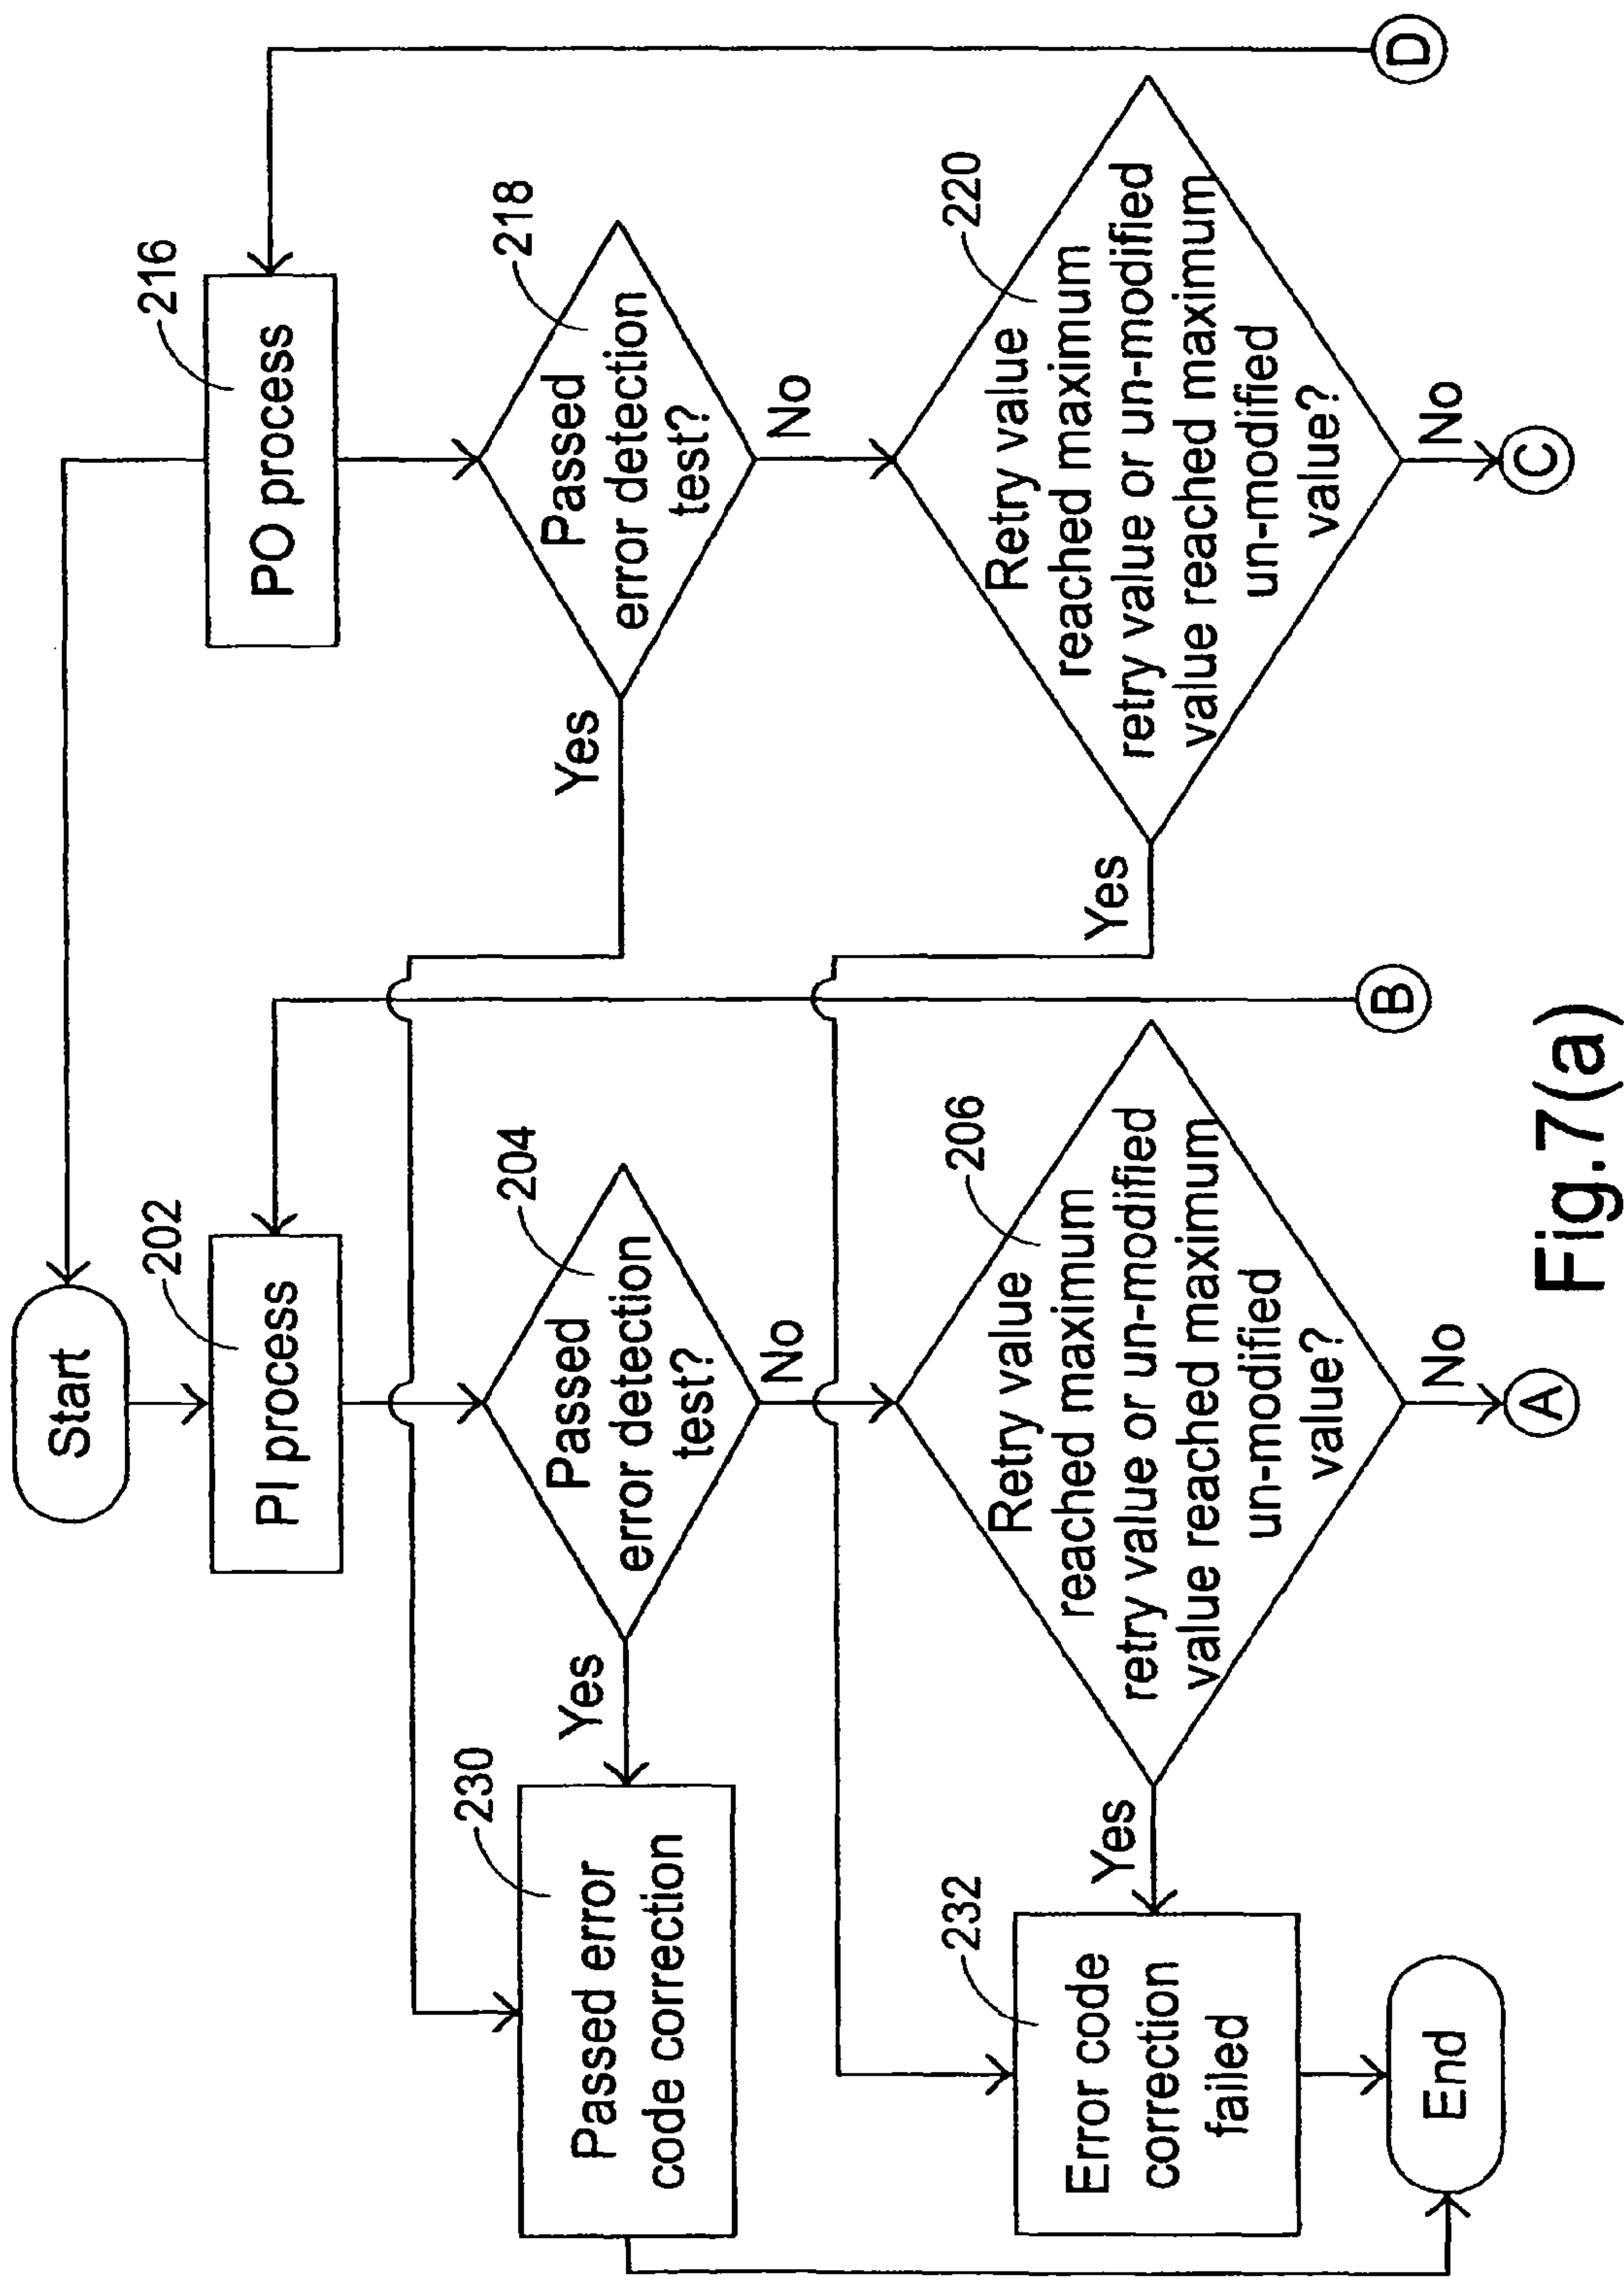 Start
202
PI process
216
PO process
D
204
Passed
error detection
test?
Yes
No
218
Passed
error detection
test?
Yes
No
230
Passed error
code correction
206
Retry value
reached maximum
retry value or un-modified
value reached maximum
un-modified
value?
Yes
No
220
Retry value
reached maximum
retry value or un-modified
value reached maximum
un-modified
value?
Yes
No
232
Error code
correction
failed
End
A
B
C
Fig.7(a)